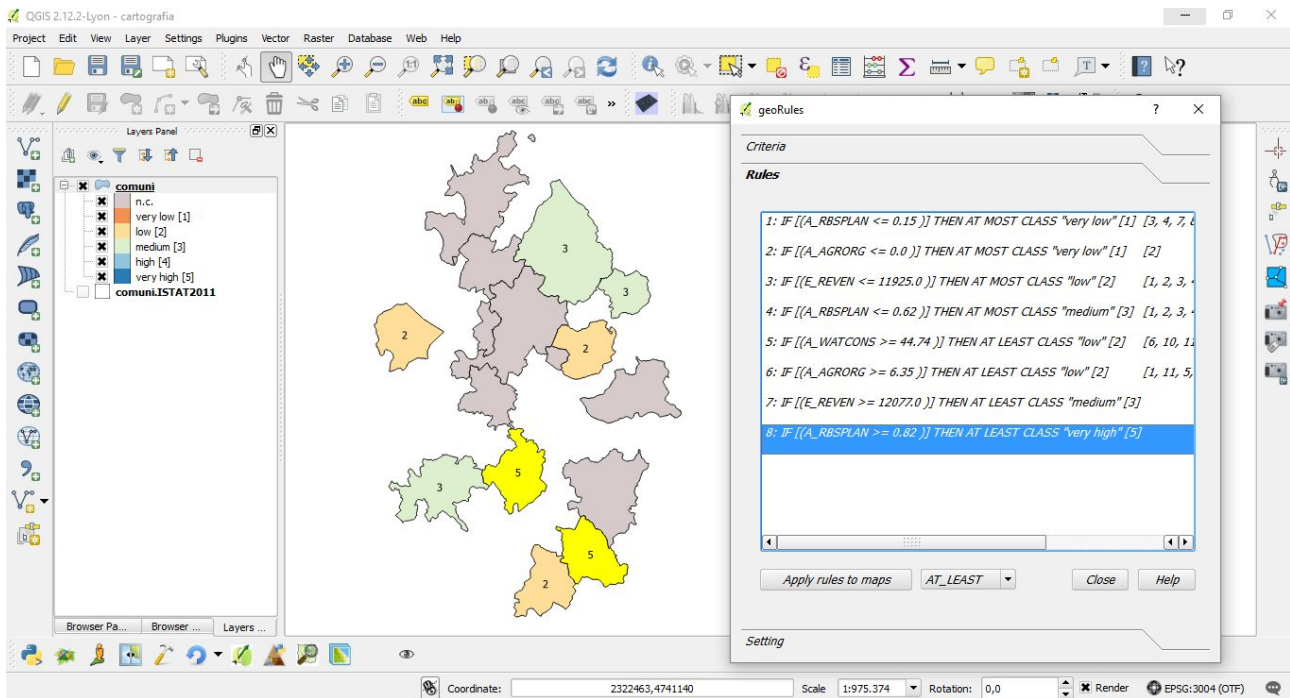 QGIS 2.12.2-Lyon - cartografia
Project Edit View Layer Settings Plugins Vector Raster Database Web Help
abc ab ab abc abc abc »
Layers Panel
comuni
n.c.
very low [1]
low [2]
medium [3]
high [4]
very high [5]
comuni.ISTAT2011
Browser Pa... Browser ... Layers ...
3
3
2
2
5
3
5
2
geoRules ? X
Criteria
Rules
1: IF [(A_RBSPLAN <= 0.15 )] THEN AT MOST CLASS "very low" [1] [3, 4, 7,
2: IF [(A_AGRORG <= 0.0 )] THEN AT MOST CLASS "very low" [1] [2]
3: IF [(E_REVEN <= 11925.0 )] THEN AT MOST CLASS "low" [2] [1, 2, 3,
4: IF [(A_RBSPLAN <= 0.62 )] THEN AT MOST CLASS "medium" [3] [1, 2, 3,
5: IF [(A_WATCONS >= 44.74 )] THEN AT LEAST CLASS "low" [2] [6, 10, 11
6: IF [(A_AGRORG >= 6.35 )] THEN AT LEAST CLASS "low" [2] [1, 11, 5,
7: IF [(E_REVEN >= 12077.0 )] THEN AT LEAST CLASS "medium" [3]
8: IF [(A_RBSPLAN >= 0.82 )] THEN AT LEAST CLASS "very high" [5]
Apply rules to maps AT_LEAST Close Help
Setting
Coordinate: 2322463,4741140 Scale 1:975.374 Rotation: 0,0 Render EPSG:3004 (OTF)